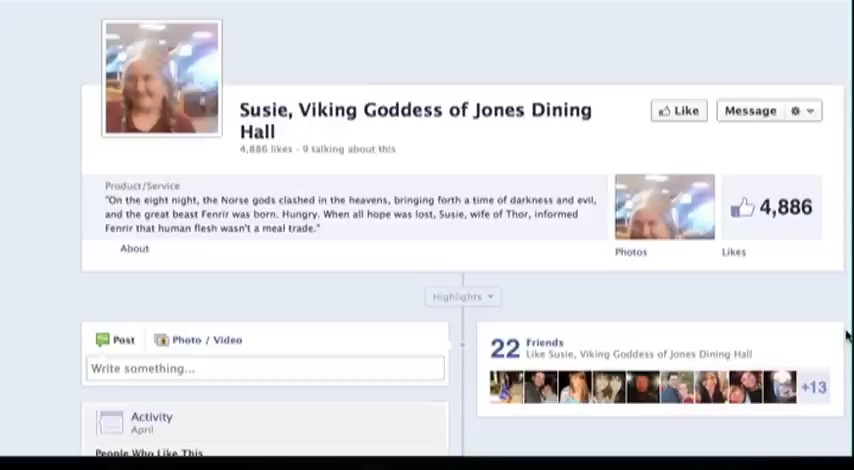 Susie, Viking Goddess of Jones Dining
Hall
4,886 likes · 9 talking about this
Like
Message
Product/Service
"On the eight night, the Norse gods clashed in the heavens, bringing forth a time of darkness and evil,
and the great beast Fenrir was born. Hungry. When all hope was lost, Susie, wife of Thor, informed
Fenrir that human flesh wasn't a meal trade."
About
Photos
4,886
Likes
Highlights
Post
Photo / Video
Write something...
22 Friends
Like Susie, Viking Goddess of Jones Dining Hall
+13
Activity
April
People Who Like This